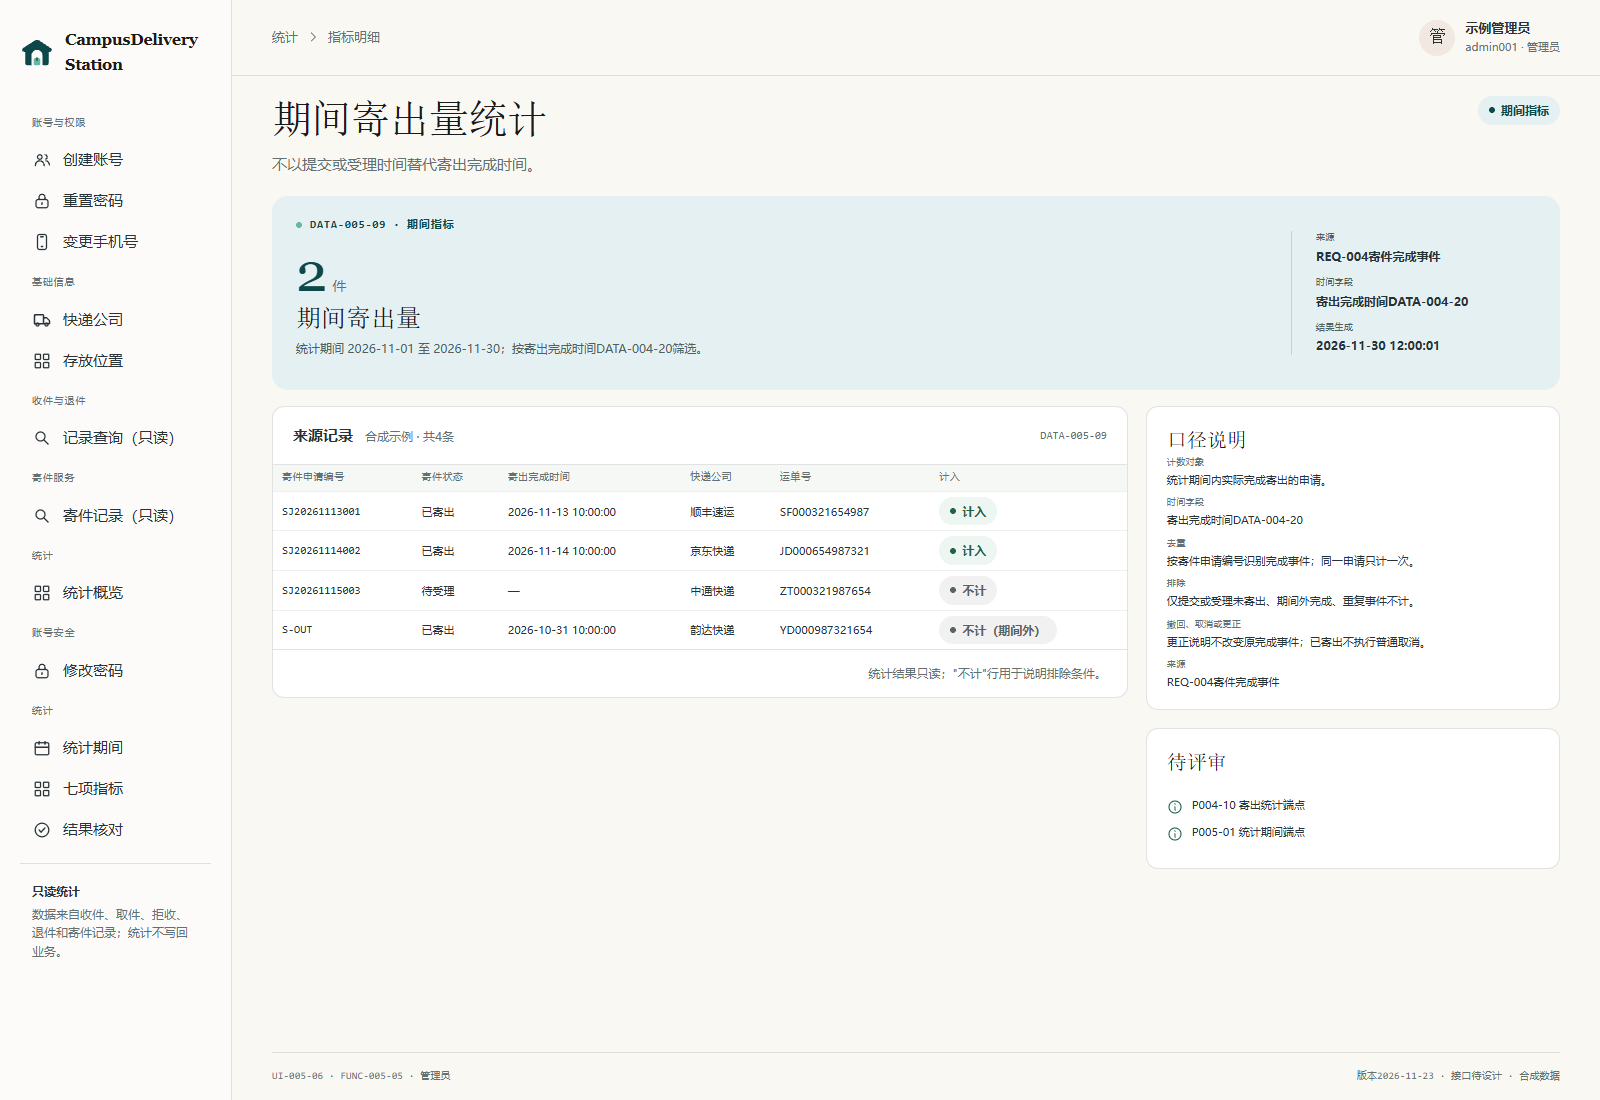 CampusDelivery
Station
账号与权限
创建账号
重置密码
变更手机号
基础信息
快递公司
存放位置
收件与退件
记录查询（只读）
寄件服务
寄件记录（只读）
统计
统计概览
账号安全
修改密码
统计
统计期间
七项指标
结果核对
只读统计
数据来自收件、取件、拒收、
退件和寄件记录；统计不写回
业务。
统计 > 指标明细
管
示例管理员
admin001 · 管理员
期间寄出量统计
期间指标
不以提交或受理时间替代寄出完成时间。
DATA-005-09 · 期间指标
2 件
期间寄出量
统计期间 2026-11-01 至 2026-11-30；按寄出完成时间DATA-004-20筛选。
来源
REQ-004寄件完成事件
时间字段
寄出完成时间DATA-004-20
结果生成
2026-11-30 12:00:01
来源记录 合成示例 · 共4条 DATA-005-09
寄件申请编号 寄件状态 寄出完成时间 快递公司 运单号 计入
SJ20261113001 已寄出 2026-11-13 10:00:00 顺丰速运 SF000321654987 计入
SJ20261114002 已寄出 2026-11-14 10:00:00 京东快递 JD000654987321 计入
SJ20261115003 待受理 — 中通快递 ZT000321987654 不计
S-OUT 已寄出 2026-10-31 10:00:00 韵达快递 YD000987321654 不计（期间外）
统计结果只读；"不计"行用于说明排除条件。
口径说明
计数对象
统计期间内实际完成寄出的申请。
时间字段
寄出完成时间DATA-004-20
去重
按寄件申请编号识别完成事件；同一申请只计一次。
排除
仅提交或受理未寄出、期间外完成、重复事件不计。
撤回、取消或更正
更正说明不改变原完成事件；已寄出不执行普通取消。
来源
REQ-004寄件完成事件
待评审
P004-10 寄出统计端点
P005-01 统计期间端点
UI-005-06 · FUNC-005-05 · 管理员
版本2026-11-23 · 接口待设计 · 合成数据